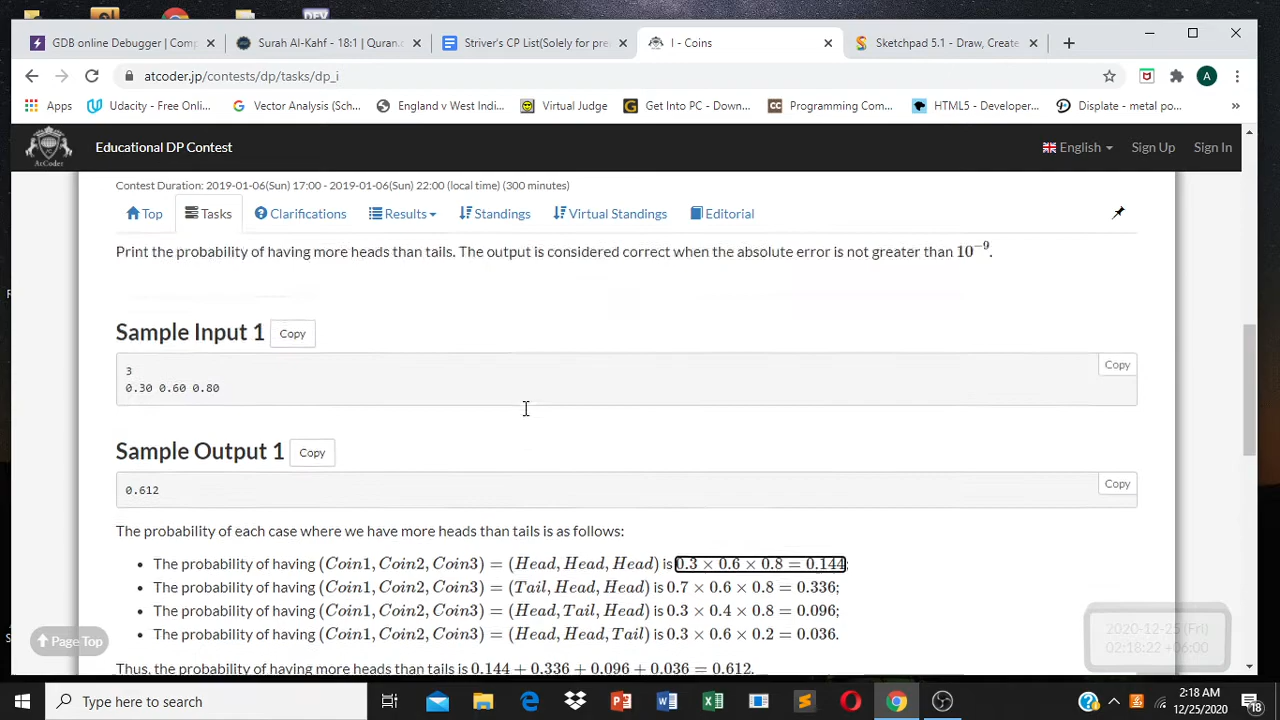 DEV
GDB online Debugger | Comp
Surah Al-Kahf - 18:1 | Quran.c
Striver's CP List(Solely for pre
I - Coins
Sketchpad 5.1 - Draw, Create
atcoder.jp/contests/dp/tasks/dp_i
A
Apps
Udacity - Free Onli...
Vector Analysis (Sch...
England v West Indi...
Virtual Judge
Get Into PC - Down...
Programming Com...
HTML5 - Developer...
Displate - metal po...
»
AtCoder
Educational DP Contest
English
Sign Up
Sign In
Contest Duration: 2019-01-06(Sun) 17:00 - 2019-01-06(Sun) 22:00 (local time) (300 minutes)
Top
Tasks
Clarifications
Results
Standings
Virtual Standings
Editorial
Print the probability of having more heads than tails. The output is considered correct when the absolute error is not greater than 10⁻⁹.
Sample Input 1
Copy
Copy
3
0.30 0.60 0.80
Sample Output 1
Copy
Copy
0.612
The probability of each case where we have more heads than tails is as follows:
• The probability of having (Coin1, Coin2, Coin3) = (Head, Head, Head) is 0.3 × 0.6 × 0.8 = 0.144;
• The probability of having (Coin1, Coin2, Coin3) = (Tail, Head, Head) is 0.7 × 0.6 × 0.8 = 0.336;
• The probability of having (Coin1, Coin2, Coin3) = (Head, Tail, Head) is 0.3 × 0.4 × 0.8 = 0.096;
• The probability of having (Coin1, Coin2, Coin3) = (Head, Head, Tail) is 0.3 × 0.6 × 0.2 = 0.036.
Thus, the probability of having more heads than tails is 0.144 + 0.336 + 0.096 + 0.036 = 0.612.
Page Top
2020-12-25 (Fri)
02:18:22 +06:00
Type here to search
2:18 AM
12/25/2020
18